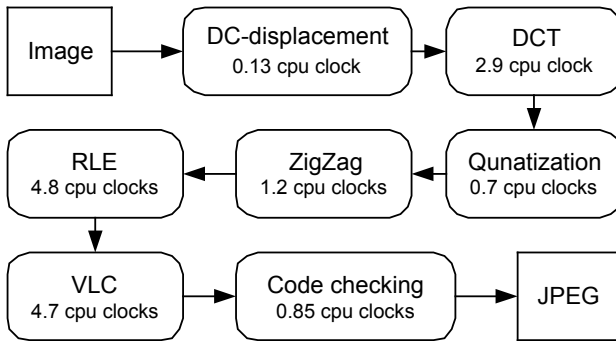 Image
DC-displacement
0.13 cpu clock
DCT
2.9 cpu clock
Qunatization
0.7 cpu clocks
ZigZag
1.2 cpu clocks
RLE
4.8 cpu clocks
VLC
4.7 cpu clocks
Code checking
0.85 cpu clocks
JPEG